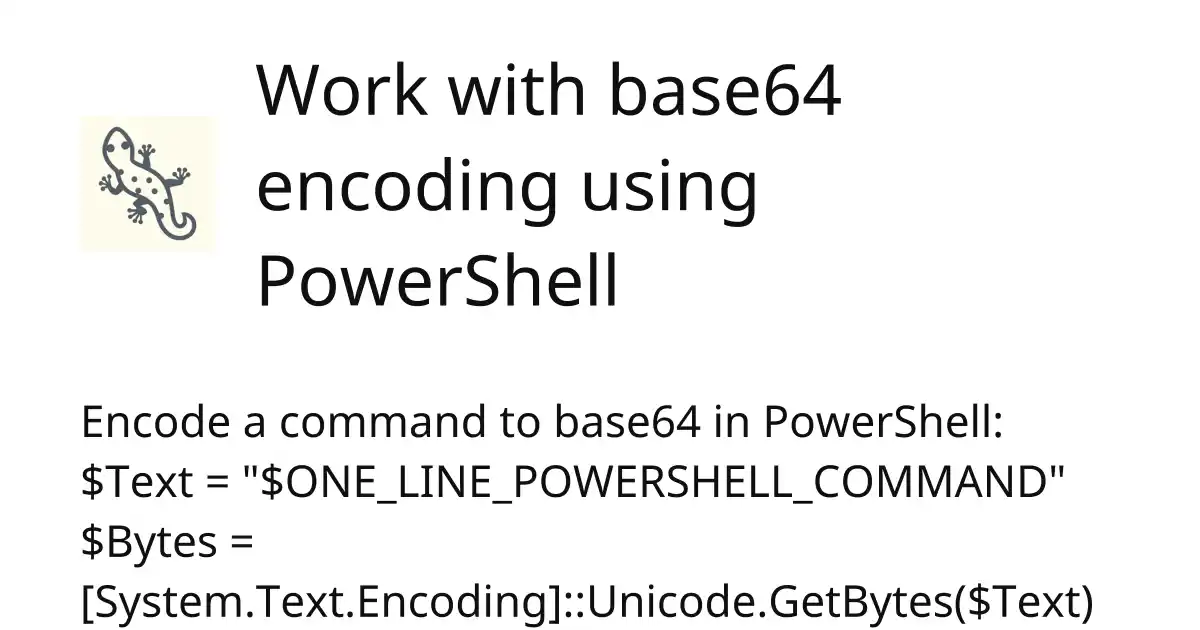 Work with base64
encoding using
PowerShell
Encode a command to base64 in PowerShell:
$Text = "$ONE_LINE_POWERSHELL_COMMAND"
$Bytes =
[System.Text.Encoding]::Unicode.GetBytes($Text)